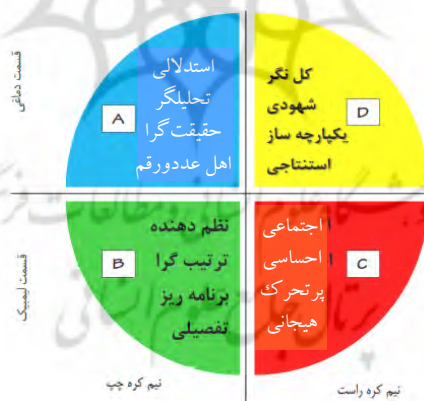 قسمت دماغی
استدلالی
تحلیلگر
حقیقت گرا
اهل عددورقم
A
کل نگر
شهودی
یکپارچه ساز
استنتاجی
D
قسمت لیمبیک
نظم دهنده
ترتیب گرا
برنامه ریز
تفصیلی
B
اجتماعی
احساسی
پرتحرک
هیجانی
C
نیم کره چپ
نیم کره راست